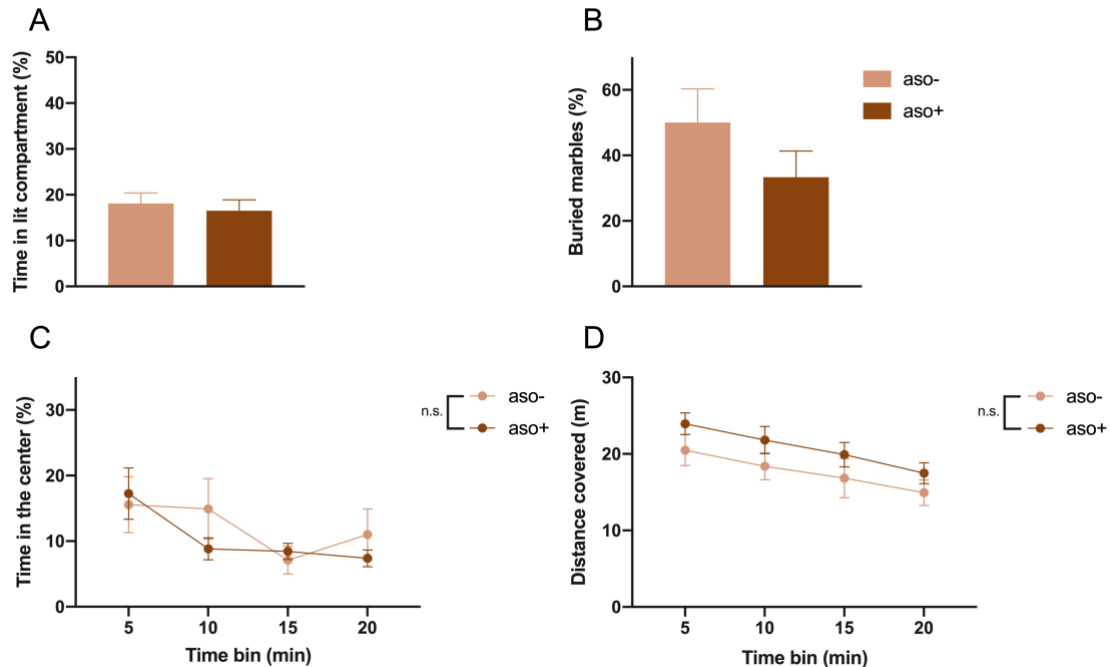 A
Time in lit compartment (%)
50
40
30
20
10
0
B
Buried marbles (%)
60
40
20
0
aso-
aso+
C
Time in the center (%)
30
20
10
0
5 10 15 20
Time bin (min)
n.s.
aso-
aso+
D
Distance covered (m)
30
20
10
0
5 10 15 20
Time bin (min)
n.s.
aso-
aso+